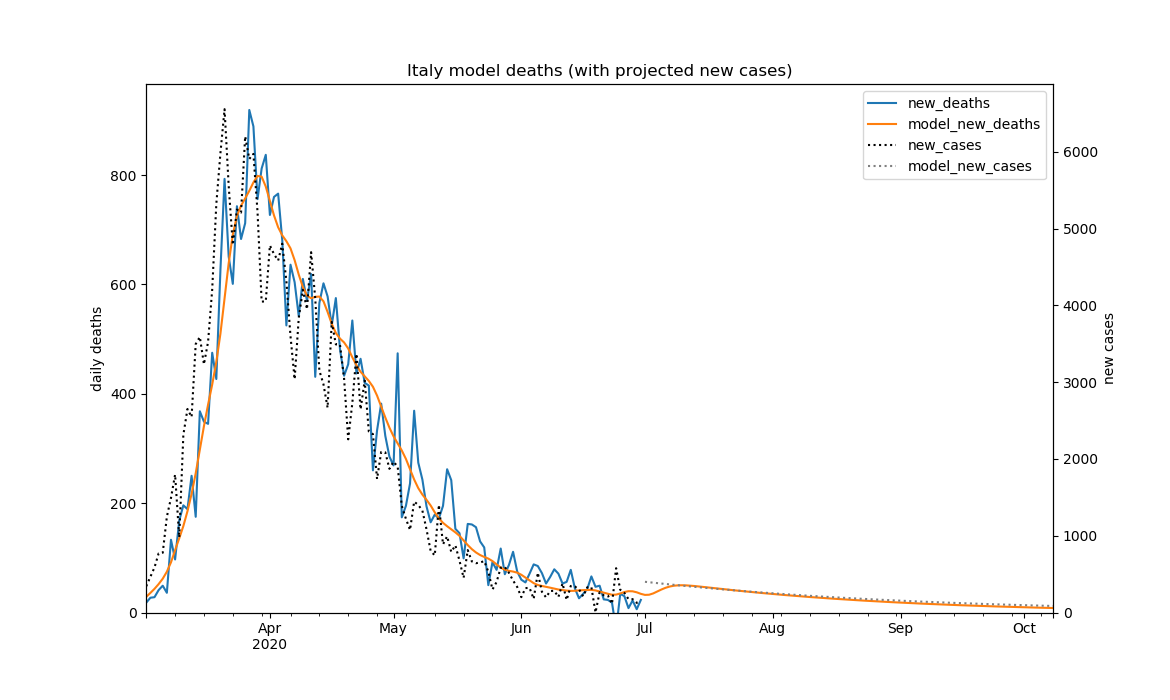 Italy model deaths (with projected new cases)
new_deaths
model_new_deaths
new_cases
model_new_cases
daily deaths
800
600
400
200
0
6000
5000
4000
3000
2000
1000
0
new cases
Apr May Jun Jul Aug Sep Oct
2020